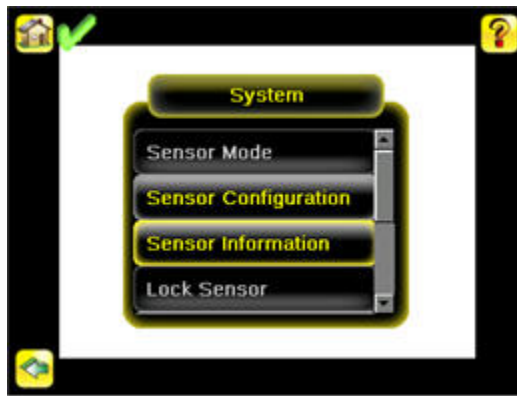 System
Sensor Mode
Sensor Configuration
Sensor Information
Lock Sensor